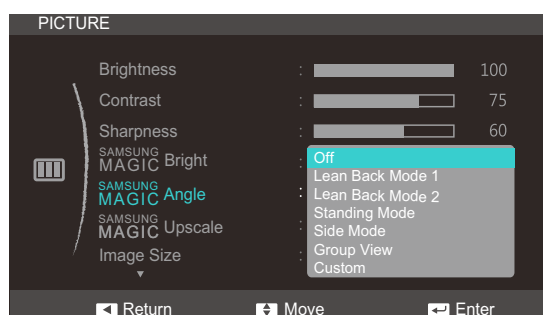 PICTURE
Brightness : 100
Contrast : 75
Sharpness : 60
SAMSUNG MAGIC Bright :
SAMSUNG MAGIC Angle :
SAMSUNG MAGIC Upscale :
Image Size :
Off
Lean Back Mode 1
Lean Back Mode 2
Standing Mode
Side Mode
Group View
Custom
Return Move Enter